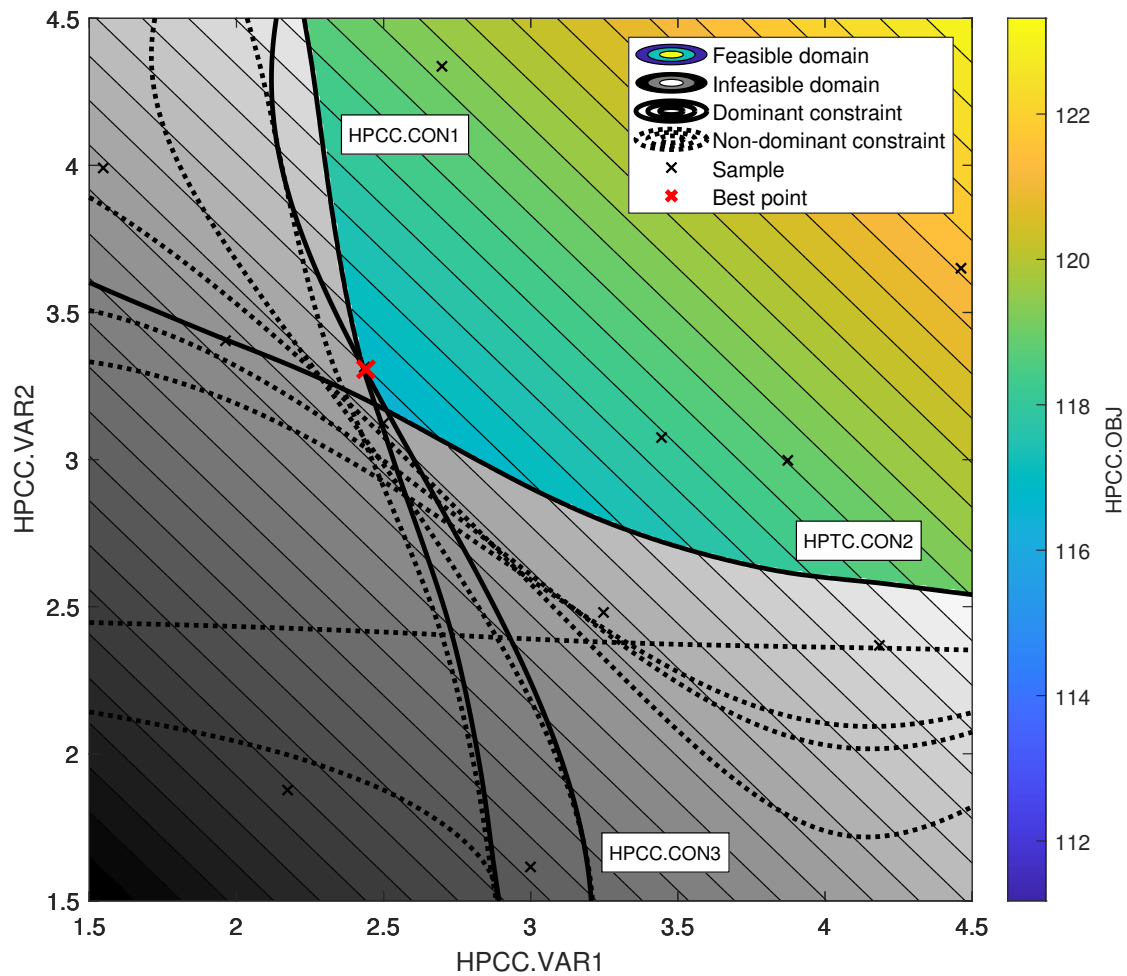 4.5
4
3.5
3
2.5
2
1.5
1.5
2
2.5
3
3.5
4
4.5
HPCC.VAR2
HPCC.VAR1
Feasible domain
Infeasible domain
Dominant constraint
Non-dominant constraint
Sample
Best point
HPCC.CON1
HPTC.CON2
HPCC.CON3
122
120
118
116
114
112
HPCC.OBJ